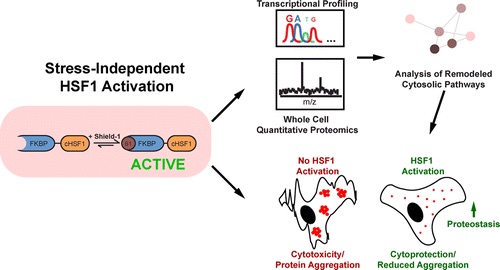 Transcriptional Profiling
G A T G
...
m/z
Whole Cell
Quantitative Proteomics
Analysis of Remodeled
Cytosolic Pathways
Stress-Independent
HSF1 Activation
FKBP cHSF1 + Shield-1 S1 FKBP cHSF1
ACTIVE
No HSF1
Activation
Cytotoxicity/
Protein Aggregation
HSF1
Activation
Proteostasis
Cytoprotection/
Reduced Aggregation